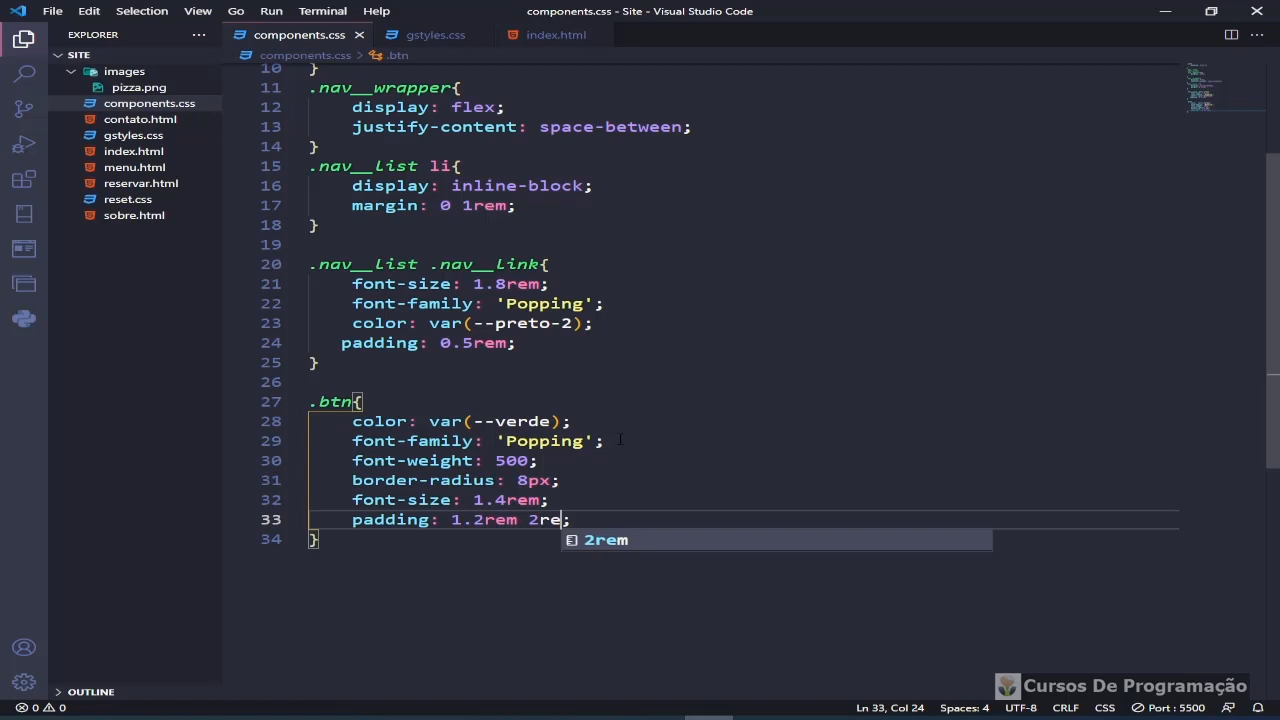 File Edit Selection View Go Run Terminal Help
components.css - Site - Visual Studio Code
EXPLORER
components.css
gstyles.css
index.html
SITE
components.css > .btn
images
pizza.png
components.css
contato.html
gstyles.css
index.html
menu.html
reservar.html
reset.css
sobre.html
10 }
11 .nav__wrapper{
12 display: flex;
13 justify-content: space-between;
14 }
15 .nav__List li{
16 display: inline-block;
17 margin: 0 1rem;
18 }
19
20 .nav__List .nav__Link{
21 font-size: 1.8rem;
22 font-family: 'Popping';
23 color: var(--preto-2);
24 padding: 0.5rem;
25 }
26
27 .btn{
28 color: var(--verde);
29 font-family: 'Popping';
30 font-weight: 500;
31 border-radius: 8px;
32 font-size: 1.4rem;
33 padding: 1.2rem 2re;
34 }
2rem
Cursos De Programação
OUTLINE
0 0
Ln 33, Col 24 Spaces: 4 UTF-8 CRLF CSS Port : 5500